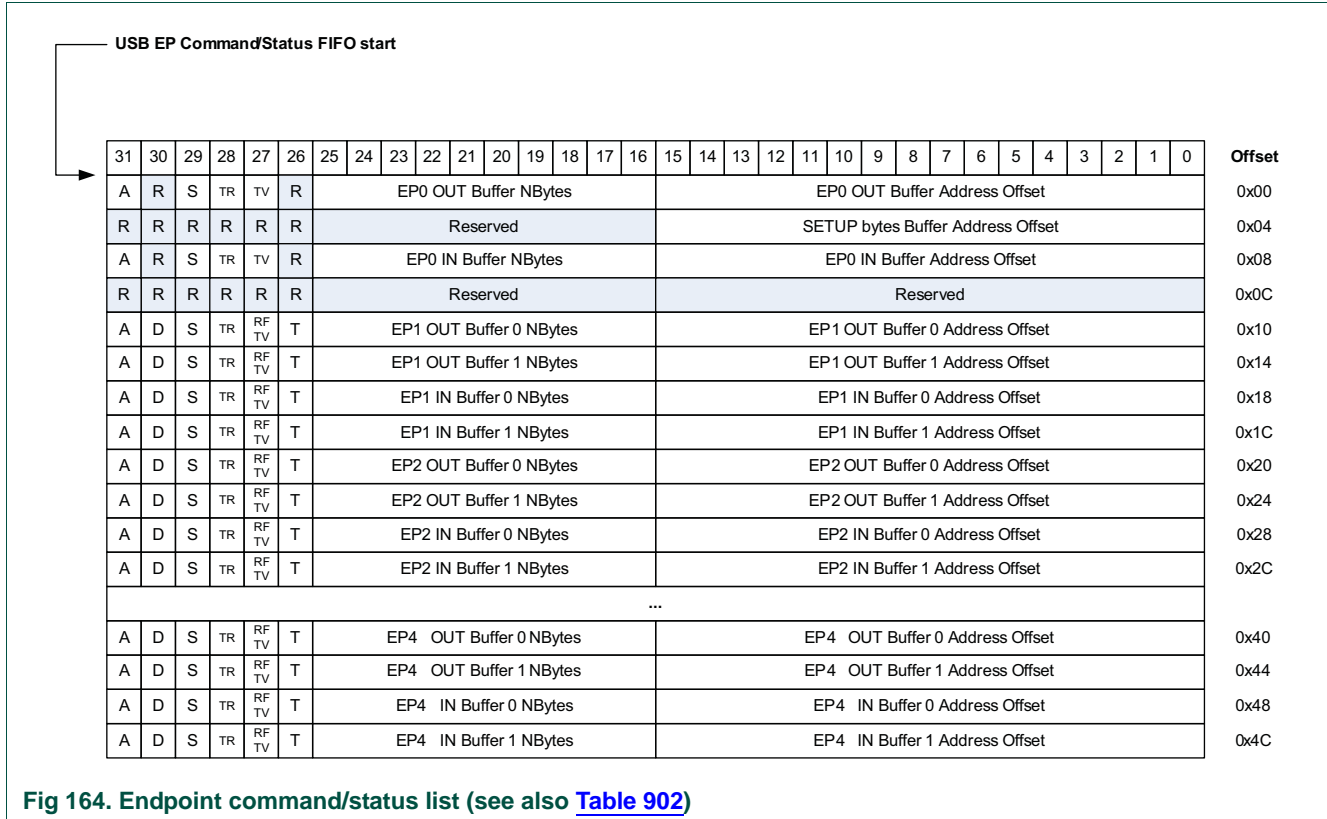 USB EP Command/Status FIFO start
31 30 29 28 27 26 25 24 23 22 21 20 19 18 17 16 15 14 13 12 11 10 9 8 7 6 5 4 3 2 1 0 Offset
A R S TR TV R EP0 OUT Buffer NBytes EP0 OUT Buffer Address Offset 0x00
R R R R R R Reserved SETUP bytes Buffer Address Offset 0x04
A R S TR TV R EP0 IN Buffer NBytes EP0 IN Buffer Address Offset 0x08
R R R R R R Reserved Reserved 0x0C
A D S TR RF TV T EP1 OUT Buffer 0 NBytes EP1 OUT Buffer 0 Address Offset 0x10
A D S TR RF TV T EP1 OUT Buffer 1 NBytes EP1 OUT Buffer 1 Address Offset 0x14
A D S TR RF TV T EP1 IN Buffer 0 NBytes EP1 IN Buffer 0 Address Offset 0x18
A D S TR RF TV T EP1 IN Buffer 1 NBytes EP1 IN Buffer 1 Address Offset 0x1C
A D S TR RF TV T EP2 OUT Buffer 0 NBytes EP2 OUT Buffer 0 Address Offset 0x20
A D S TR RF TV T EP2 OUT Buffer 1 NBytes EP2 OUT Buffer 1 Address Offset 0x24
A D S TR RF TV T EP2 IN Buffer 0 NBytes EP2 IN Buffer 0 Address Offset 0x28
A D S TR RF TV T EP2 IN Buffer 1 NBytes EP2 IN Buffer 1 Address Offset 0x2C
...
A D S TR RF TV T EP4 OUT Buffer 0 NBytes EP4 OUT Buffer 0 Address Offset 0x40
A D S TR RF TV T EP4 OUT Buffer 1 NBytes EP4 OUT Buffer 1 Address Offset 0x44
A D S TR RF TV T EP4 IN Buffer 0 NBytes EP4 IN Buffer 0 Address Offset 0x48
A D S TR RF TV T EP4 IN Buffer 1 NBytes EP4 IN Buffer 1 Address Offset 0x4C
Fig 164. Endpoint command/status list (see also Table 902)